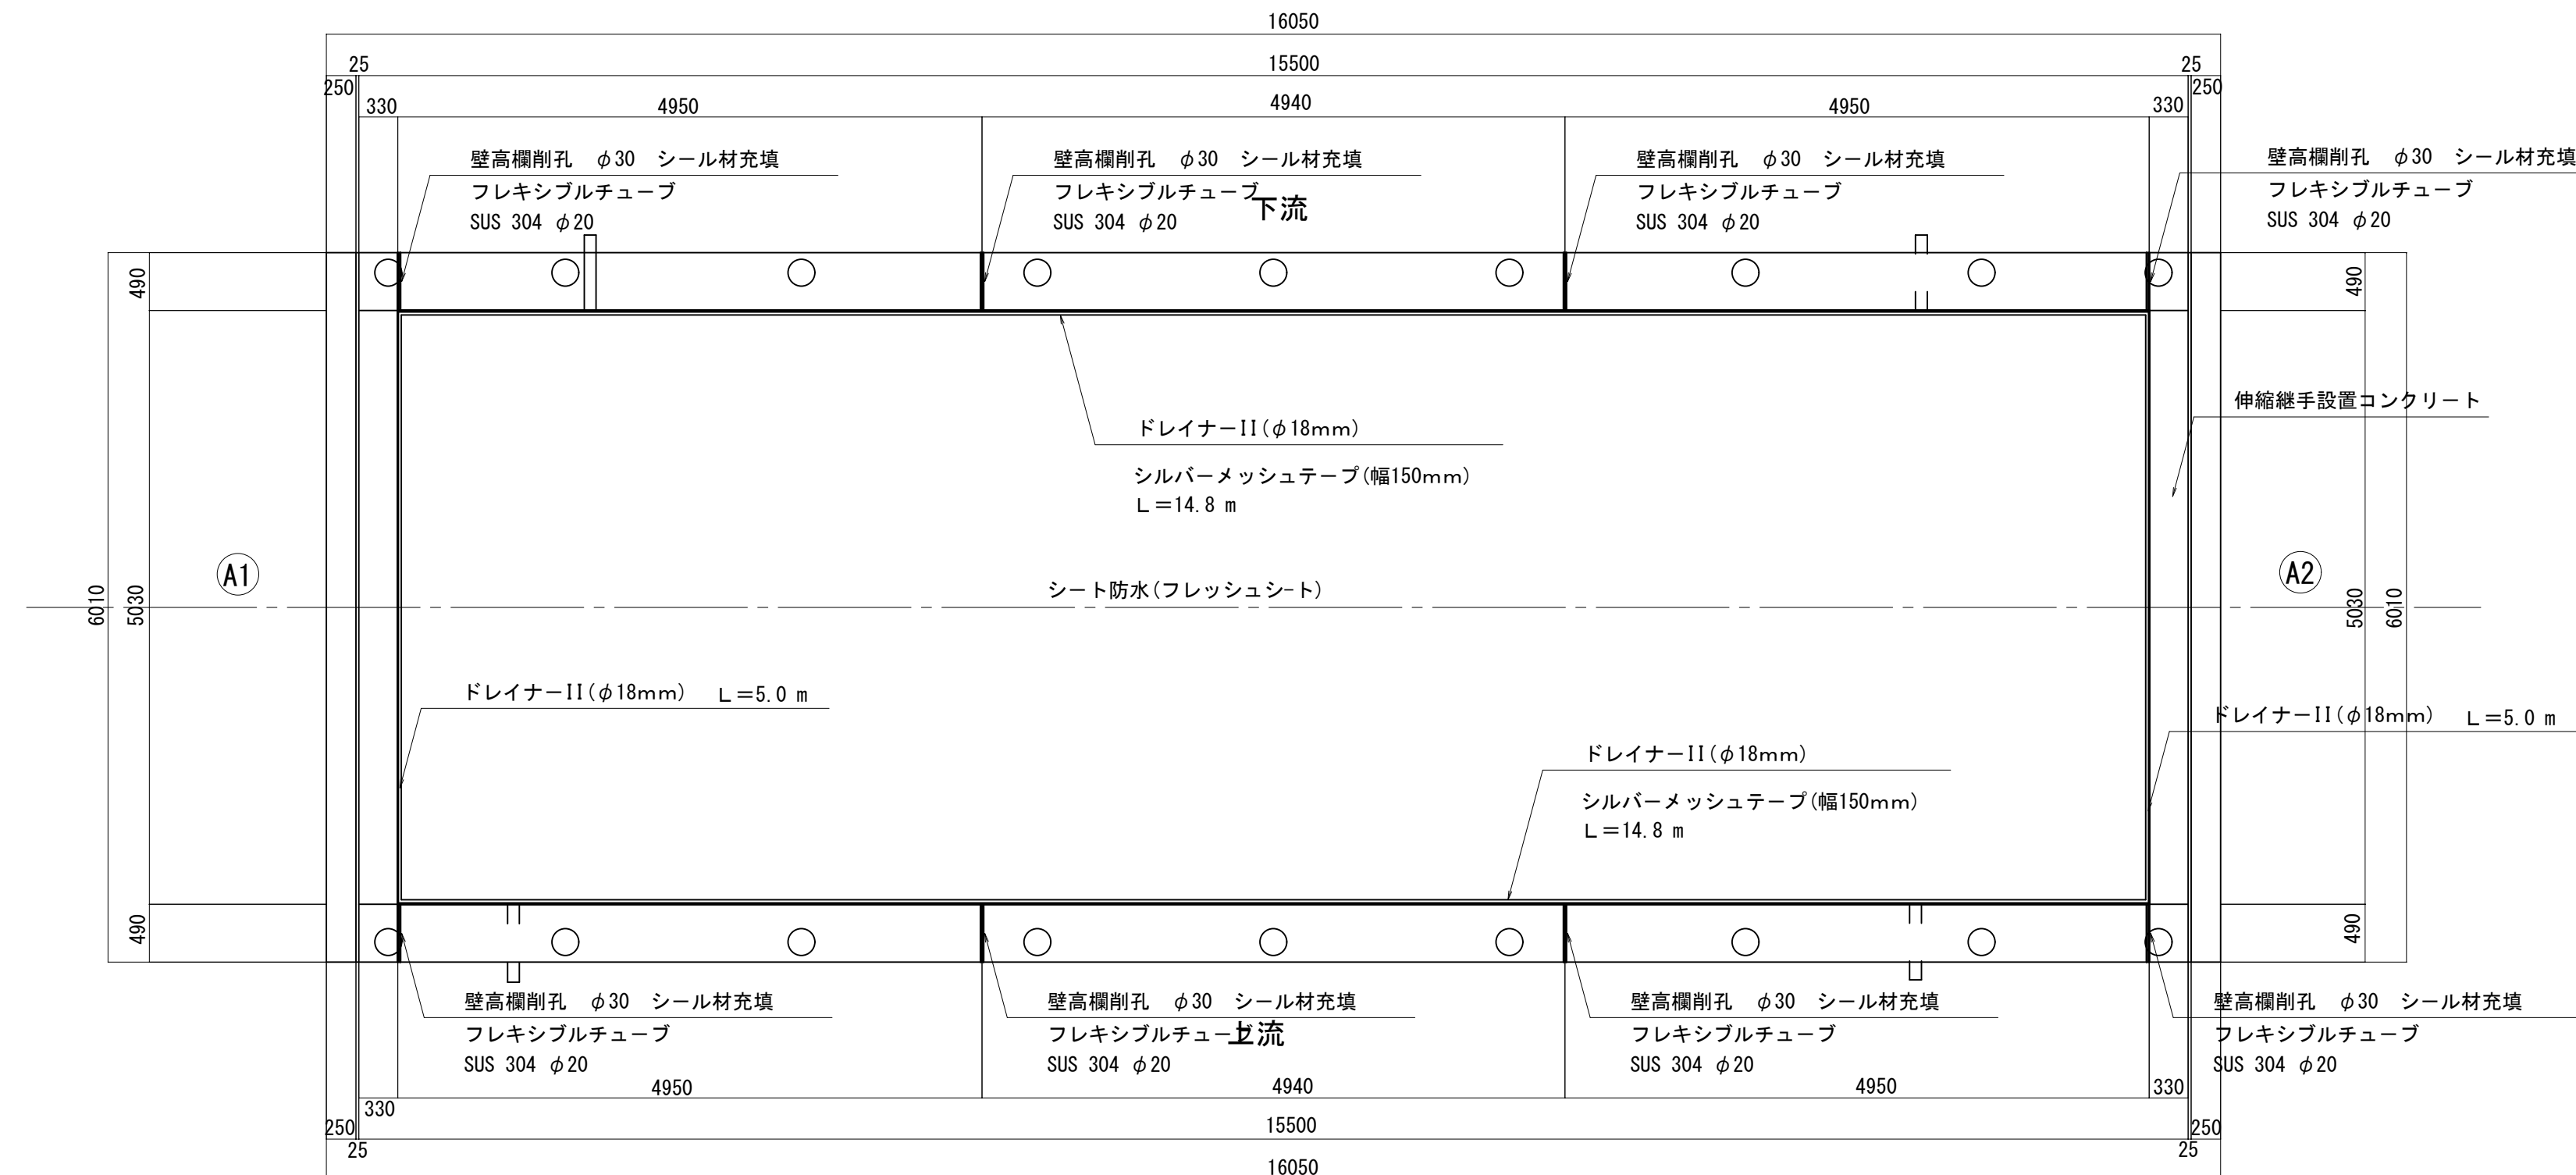 16050
25 15500 25
250 250
330 4950 4940 4950 330
壁高欄削孔 φ30 シール材充填
フレキシブルチューブ
SUS 304 φ20
壁高欄削孔 φ30 シール材充填
フレキシブルチューブ
SUS 304 φ20
下流
壁高欄削孔 φ30 シール材充填
フレキシブルチューブ
SUS 304 φ20
壁高欄削孔 φ30 シール材充填
フレキシブルチューブ
SUS 304 φ20
490
490
伸縮継手設置コンクリート
ドレイナーII(φ18mm)
シルバーメッシュテープ(幅150mm)
L=14.8 m
A1
A2
シート防水(フレッシュシート)
6010
5030
5030
6010
ドレイナーII(φ18mm) L=5.0 m
ドレイナーII(φ18mm) L=5.0 m
ドレイナーII(φ18mm)
シルバーメッシュテープ(幅150mm)
L=14.8 m
490
490
壁高欄削孔 φ30 シール材充填
フレキシブルチューブ
SUS 304 φ20
壁高欄削孔 φ30 シール材充填
フレキシブルチューブ
SUS 304 φ20
上流
壁高欄削孔 φ30 シール材充填
フレキシブルチューブ
SUS 304 φ20
壁高欄削孔 φ30 シール材充填
フレキシブルチューブ
SUS 304 φ20
330 4950 4940 4950 330
250 15500 250
25 25
16050